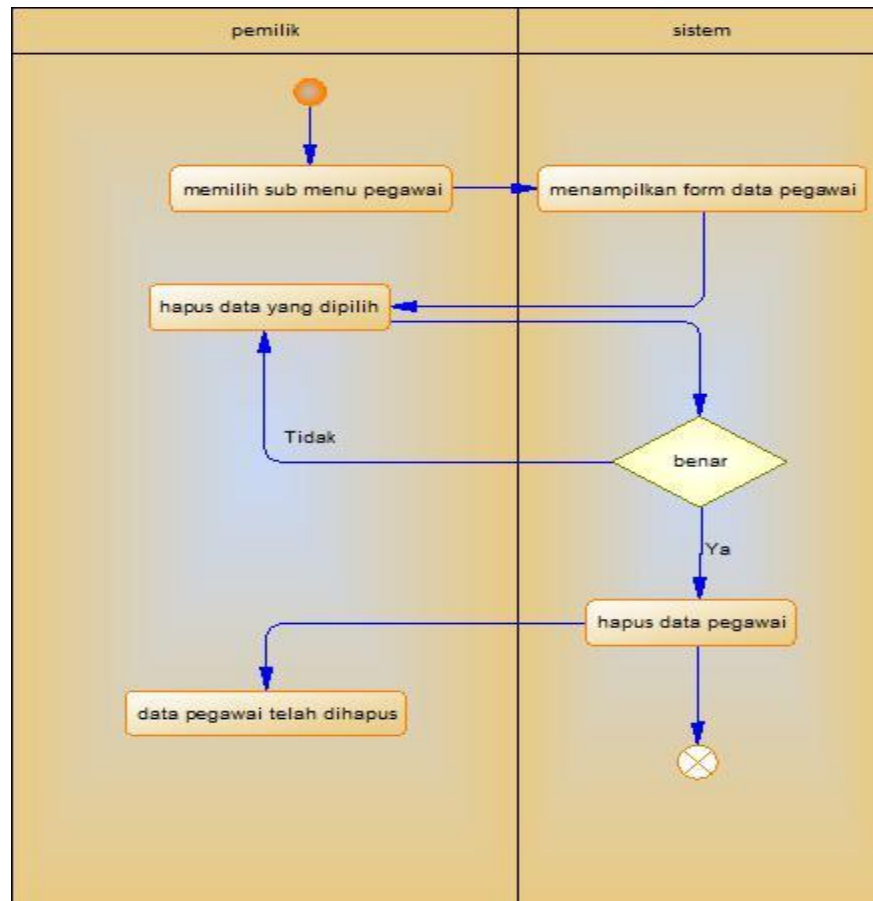 pemilik
sistem
memilih sub menu pegawai
menampilkan form data pegawai
hapus data yang dipilih
Tidak
benar
Ya
hapus data pegawai
data pegawai telah dihapus